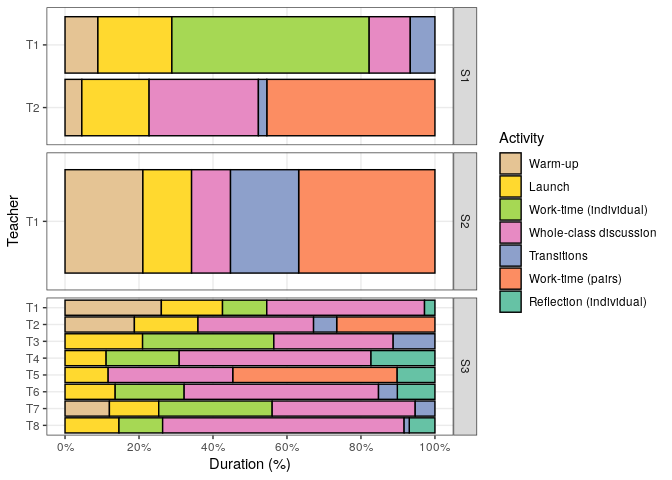 T1
T2
S1
T1
S2
T1
T2
T3
T4
T5
T6
T7
T8
S3
Teacher
0%
20%
40%
60%
80%
100%
Duration (%)
Activity
Warm-up
Launch
Work-time (individual)
Whole-class discussion
Transitions
Work-time (pairs)
Reflection (individual)